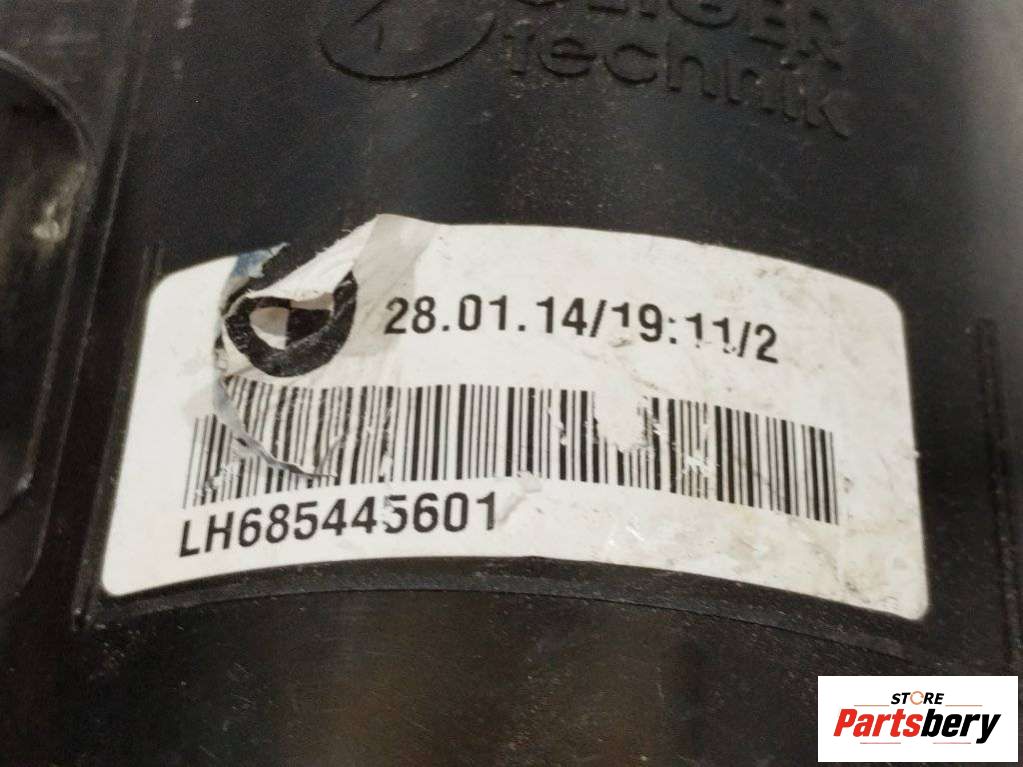 technik
28.01.14/19:11/2
LH685445601
STORE
Partsbery